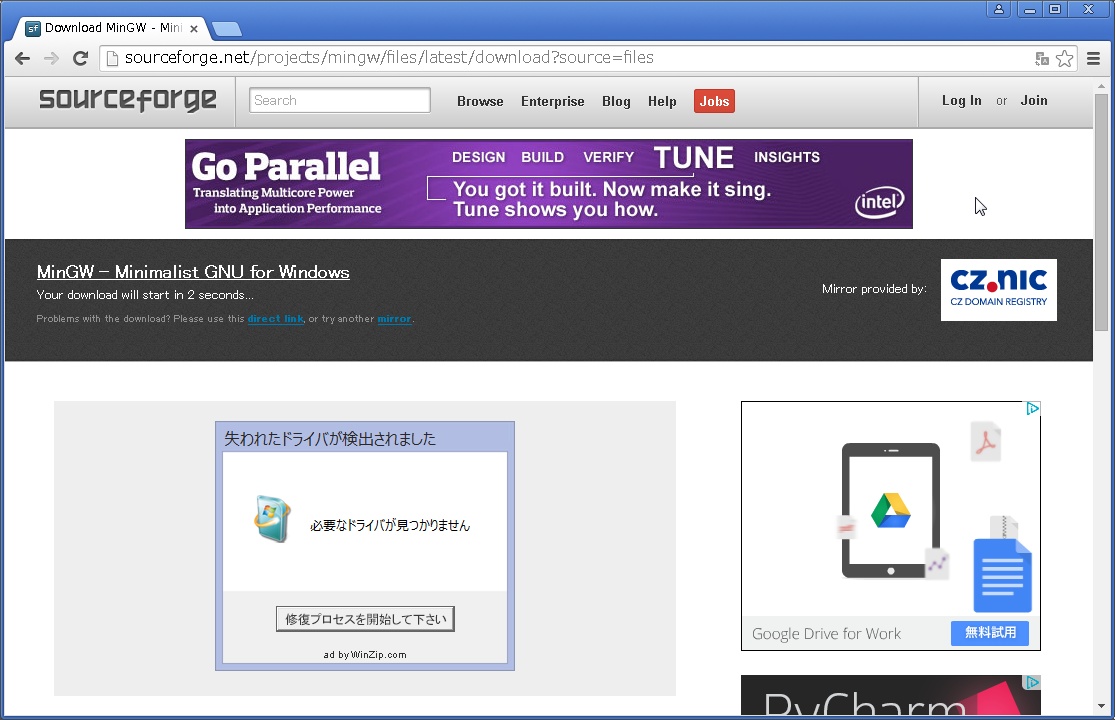 Download MinGW - Mini
sourceforge.net/projects/mingw/files/latest/download?source=files
sourceforge
Search
Browse Enterprise Blog Help Jobs
Log In or Join
Go Parallel
Translating Multicore Power
into Application Performance
DESIGN BUILD VERIFY TUNE INSIGHTS
You got it built. Now make it sing.
Tune shows you how.
intel
MinGW - Minimalist GNU for Windows
Your download will start in 2 seconds...
Problems with the download? Please use this direct link, or try another mirror.
Mirror provided by:
CZ.NIC
CZ DOMAIN REGISTRY
失われたドライバが検出されました
必要なドライバが見つかりません
修復プロセスを開始して下さい
ad by WinZip.com
Google Drive for Work
無料試用
PyCharm